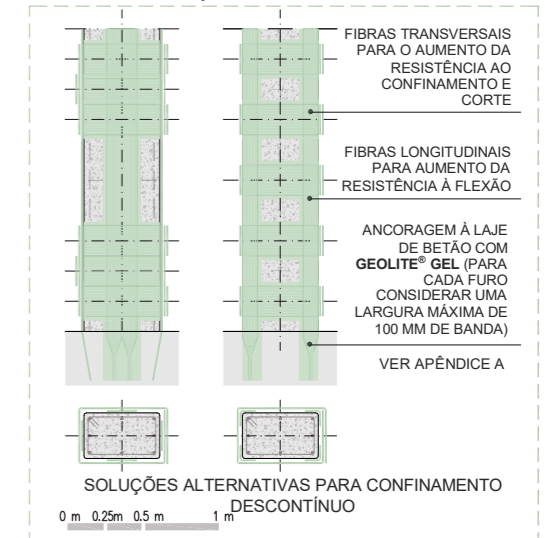 FIBRAS TRANSVERSAIS
PARA O AUMENTO DA
RESISTÊNCIA AO
CONFINAMENTO E
CORTE
FIBRAS LONGITUDINAIS
PARA AUMENTO DA
RESISTÊNCIA À FLEXÃO
ANCORAGEM À LAJE
DE BETÃO COM
GEOLITE® GEL (PARA
CADA FURO
CONSIDERAR UMA
LARGURA MÁXIMA DE
100 MM DE BANDA)
VER APÊNDICE A
SOLUÇÕES ALTERNATIVAS PARA CONFINAMENTO
DESCONTÍNUO
0 m 0.25m 0.5 m 1 m